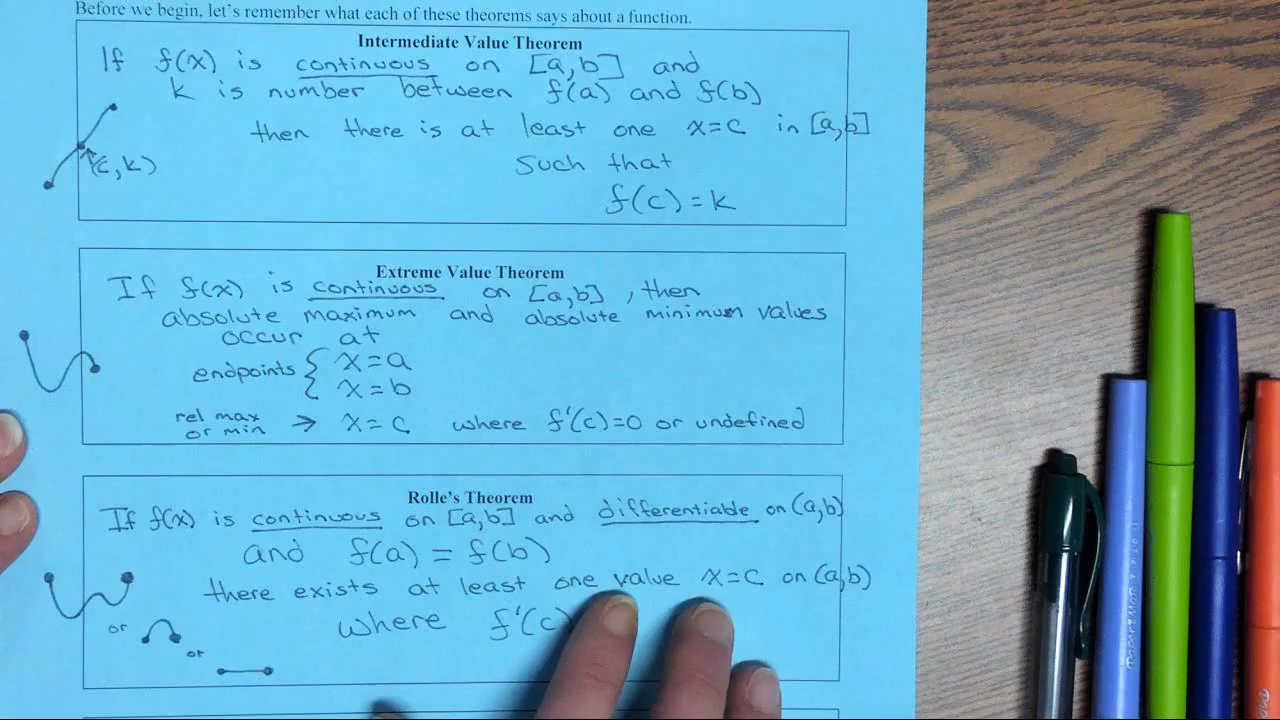 Before we begin, let's remember what each of these theorems says about a function.
Intermediate Value Theorem
If f(x) is continuous on [a,b] and
k is number between f(a) and f(b)
then there is at least one x=c in [a,b]
such that
f(c)=k
(c,k)
Extreme Value Theorem
If f(x) is continuous on [a,b], then
absolute maximum and absolute minimum values
occur at
endpoints { x=a
{ x=b
rel max
or min → x=c where f'(c)=0 or undefined
Rolle's Theorem
If f(x) is continuous on [a,b] and differentiable on (a,b)
and f(a) = f(b)
there exists at least one value x=c on (a,b)
where f'(c)
or
or